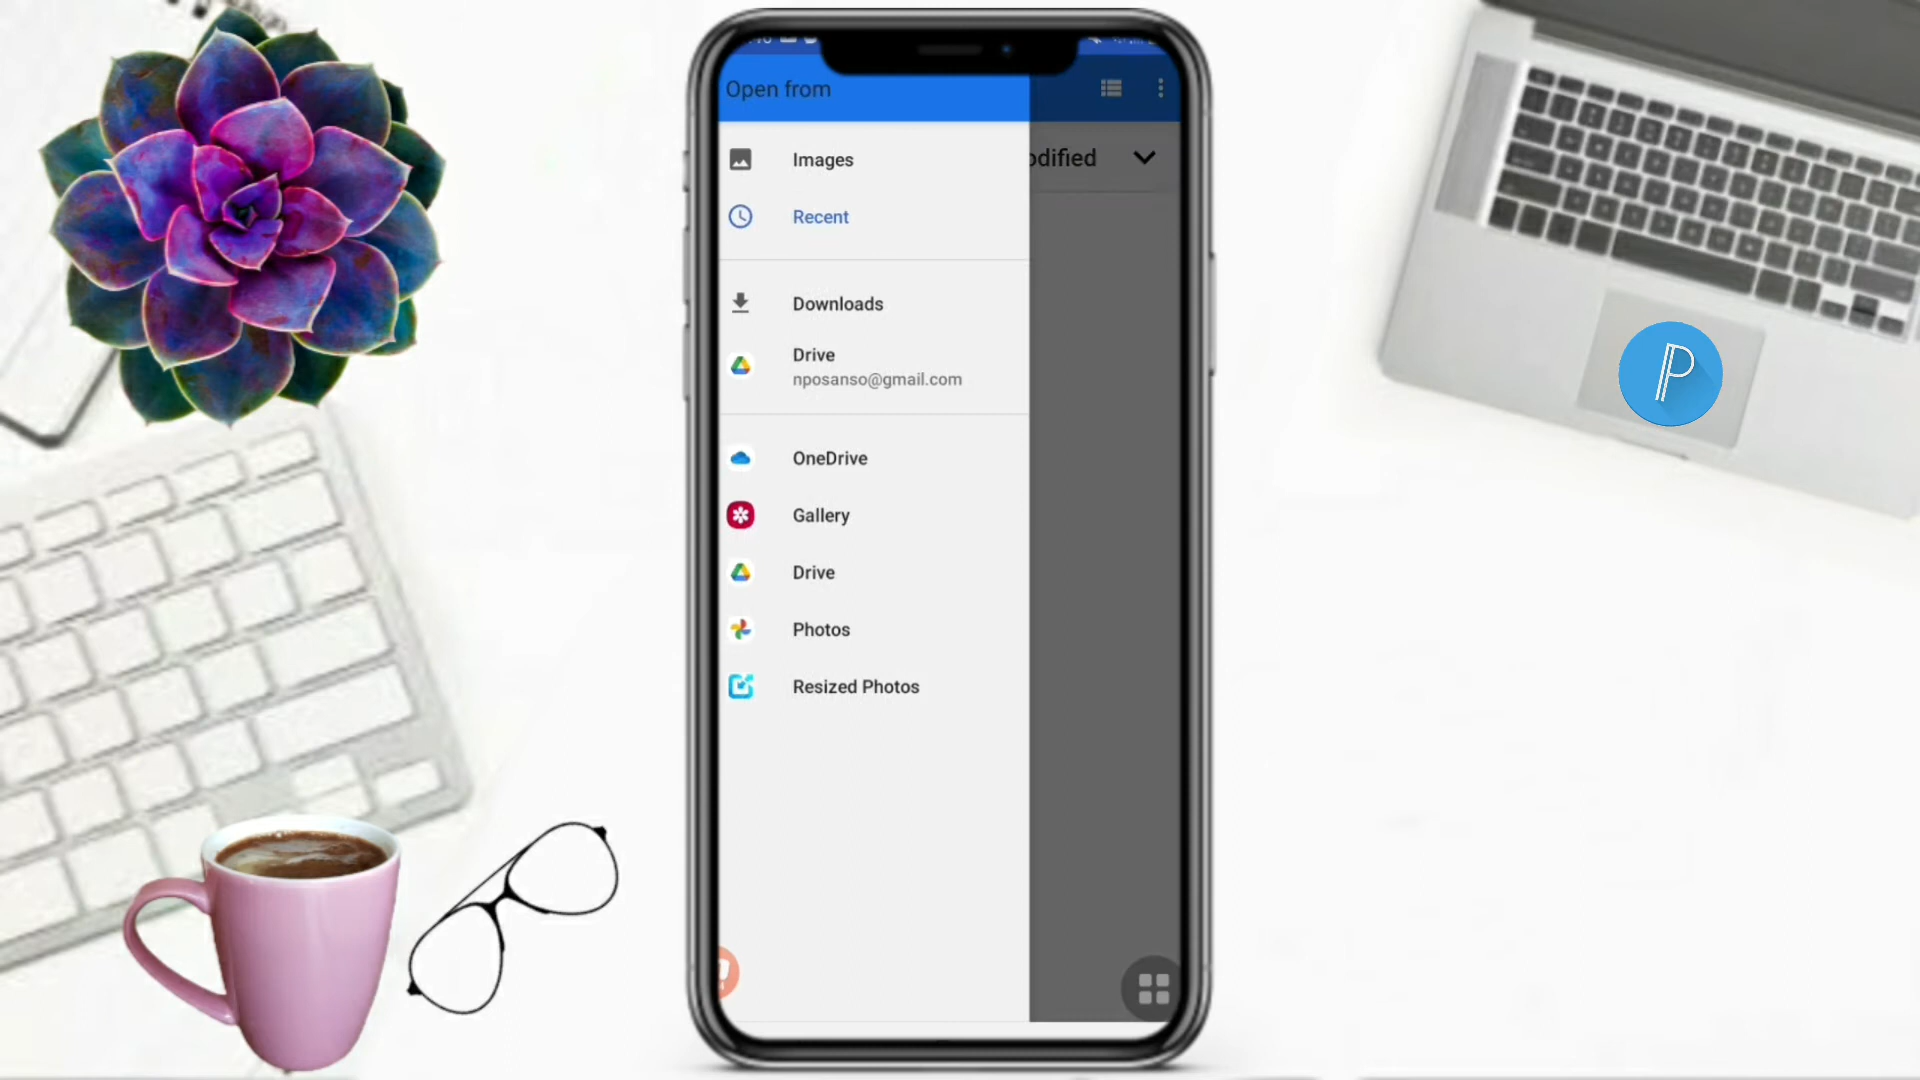 Open from
Images
odified
Recent
Downloads
Drive
nposanso@gmail.com
OneDrive
Gallery
Drive
Photos
Resized Photos
P